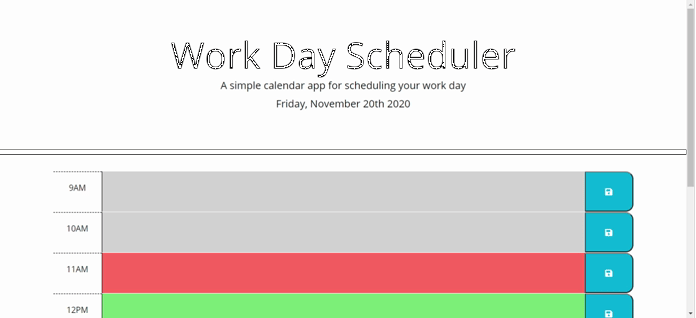 Work Day Scheduler
A simple calendar app for scheduling your work day
Friday, November 20th 2020
9AM
10AM
11AM
12PM